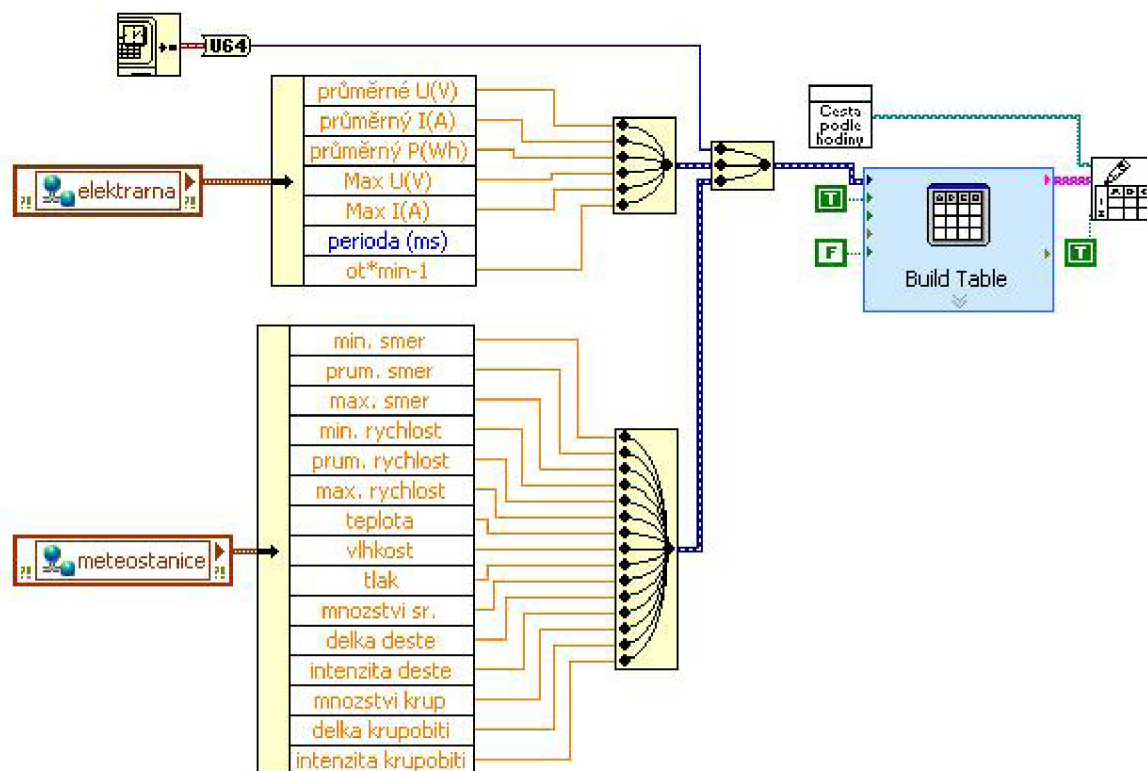 U64
průměrné U(V)
průměrný I(A)
průměrný P(Wh)
Max U(V)
Max I(A)
perioda (ms)
ot*min-1
?! elektrarna ?!
Cesta
podle
hodiny
T
F
Build Table
T
min. smer
prum. smer
max. smer
min. rychlost
prum. rychlost
max. rychlost
teplota
vlhkost
tlak
mnozstvi sr.
delka deste
intenzita deste
mnozstvi krup
delka krupobiti
intenzita krupobiti
?! meteostanice ?!